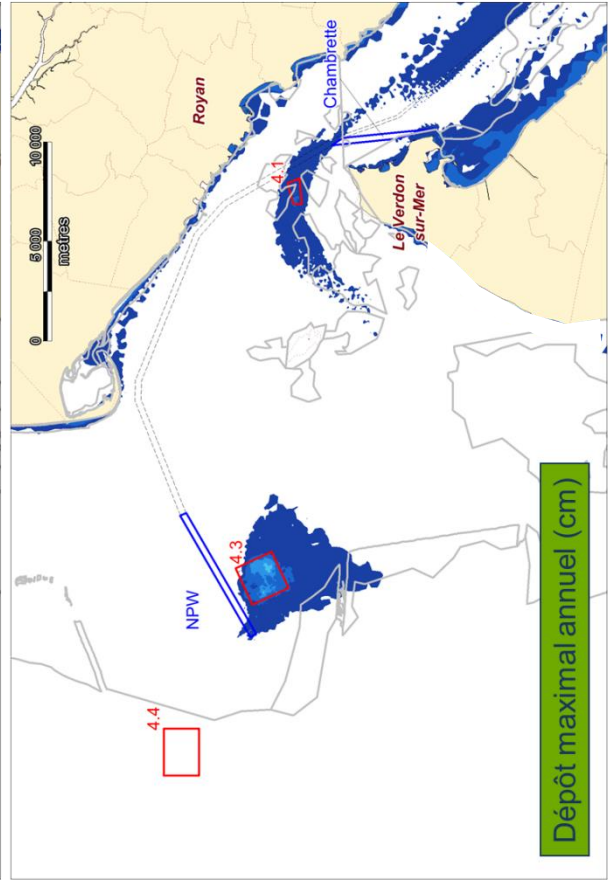 4.4
NPW
4.3
0
5 000
10 000
metres
Royan
4.1
Chambrette
Le Verdon
sur-Mer
Dépôt maximal annuel (cm)